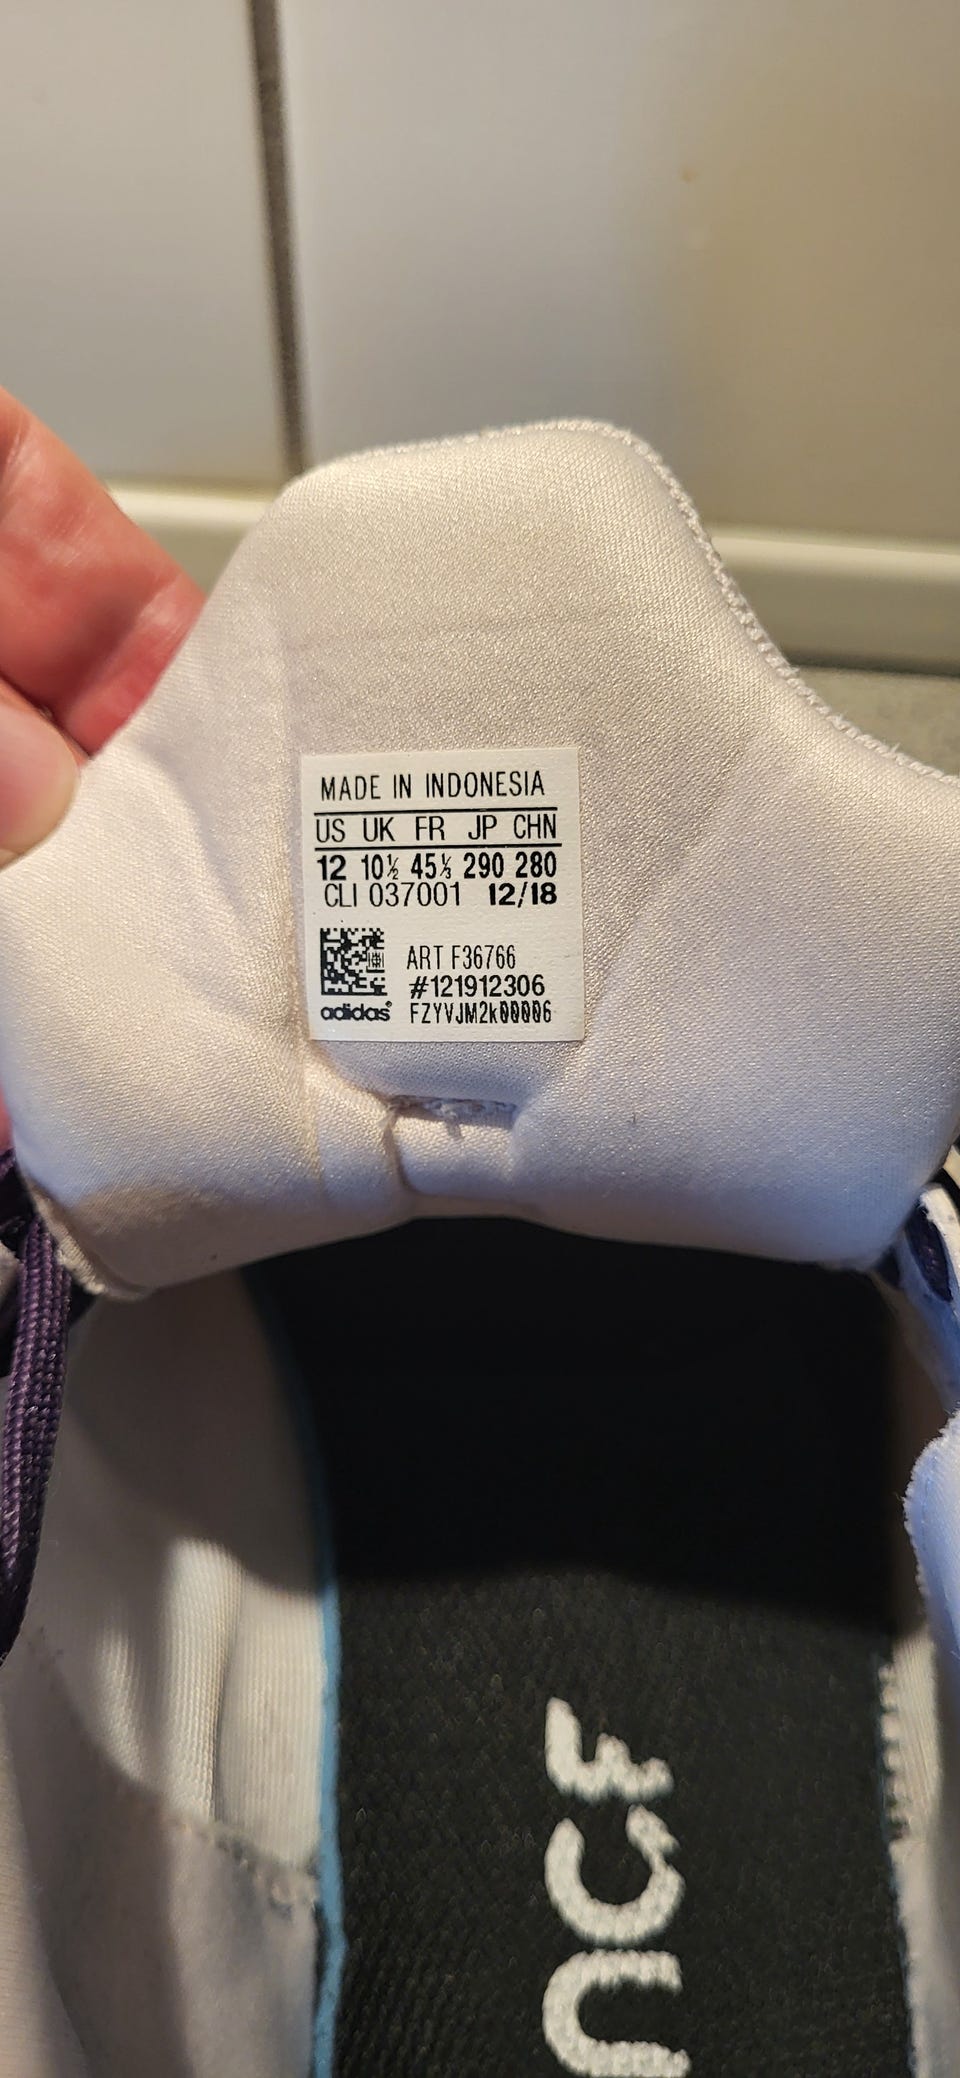 MADE IN INDONESIA
US UK FR JP CHN
12 10½ 45⅓ 290 280
CLI 037001 12/18
ART F36766
#121912306
adidas® FZYVJM2k00006